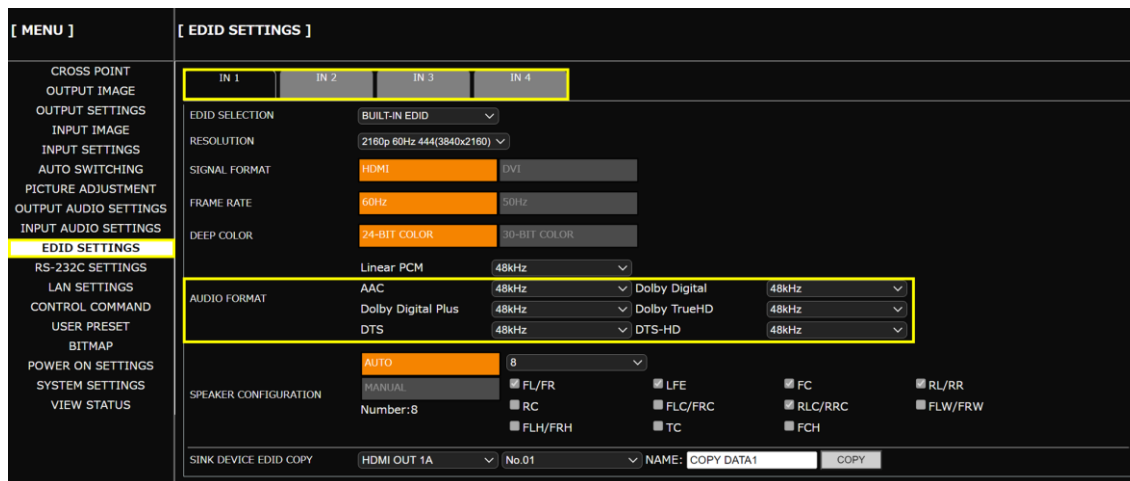 [ MENU ]
[ EDID SETTINGS ]
CROSS POINT
OUTPUT IMAGE
OUTPUT SETTINGS
INPUT IMAGE
INPUT SETTINGS
AUTO SWITCHING
PICTURE ADJUSTMENT
OUTPUT AUDIO SETTINGS
INPUT AUDIO SETTINGS
EDID SETTINGS
RS-232C SETTINGS
LAN SETTINGS
CONTROL COMMAND
USER PRESET
BITMAP
POWER ON SETTINGS
SYSTEM SETTINGS
VIEW STATUS
IN 1 IN 2 IN 3 IN 4
EDID SELECTION BUILT-IN EDID
RESOLUTION 2160p 60Hz 444(3840x2160)
SIGNAL FORMAT HDMI DVI
FRAME RATE 60Hz 50Hz
DEEP COLOR 24-BIT COLOR 30-BIT COLOR
AUDIO FORMAT
Linear PCM 48kHz
AAC 48kHz Dolby Digital 48kHz
Dolby Digital Plus 48kHz Dolby TrueHD 48kHz
DTS 48kHz DTS-HD 48kHz
SPEAKER CONFIGURATION
AUTO 8
MANUAL
Number:8
FL/FR LFE FC RL/RR
RC FLC/FRC RLC/RRC FLW/FRW
FLH/FRH TC FCH
SINK DEVICE EDID COPY HDMI OUT 1A No.01 NAME: COPY DATA1 COPY